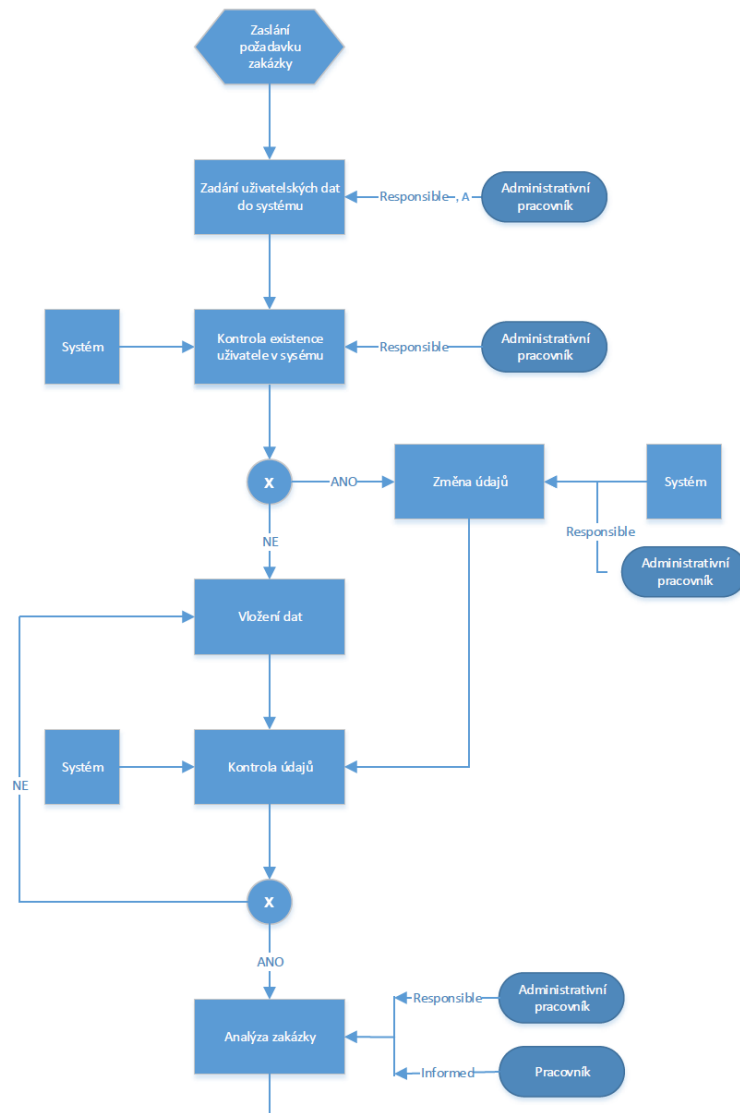 Zaslání
požadavku
zakázky
Zadání uživatelských dat
do systému
Responsible , A
Administrativní
pracovník
Systém
Kontrola existence
uživatele v sysému
Responsible
Administrativní
pracovník
X
ANO
Změna údajů
Systém
Responsible
Administrativní
pracovník
NE
Vložení dat
Systém
Kontrola údajů
NE
X
ANO
Analýza zakázky
Responsible
Administrativní
pracovník
Informed
Pracovník